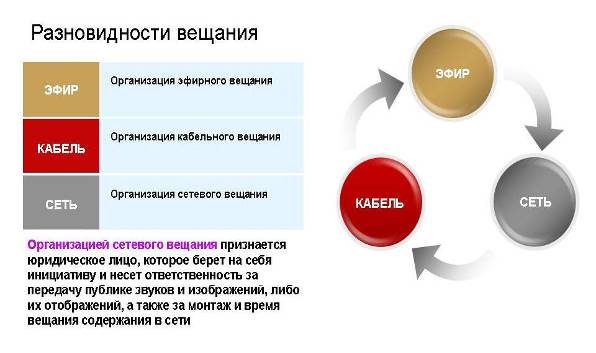 Разновидности вещания
ЭФИР
Организация эфирного вещания
КАБЕЛЬ
Организация кабельного вещания
СЕТЬ
Организация сетевого вещания
Организацией сетевого вещания признается
юридическое лицо, которое берет на себя
инициативу и несет ответственность за
передачу публике звуков и изображений, либо
их отображений, а также за монтаж и время
вещания содержания в сети
ЭФИР
КАБЕЛЬ
СЕТЬ